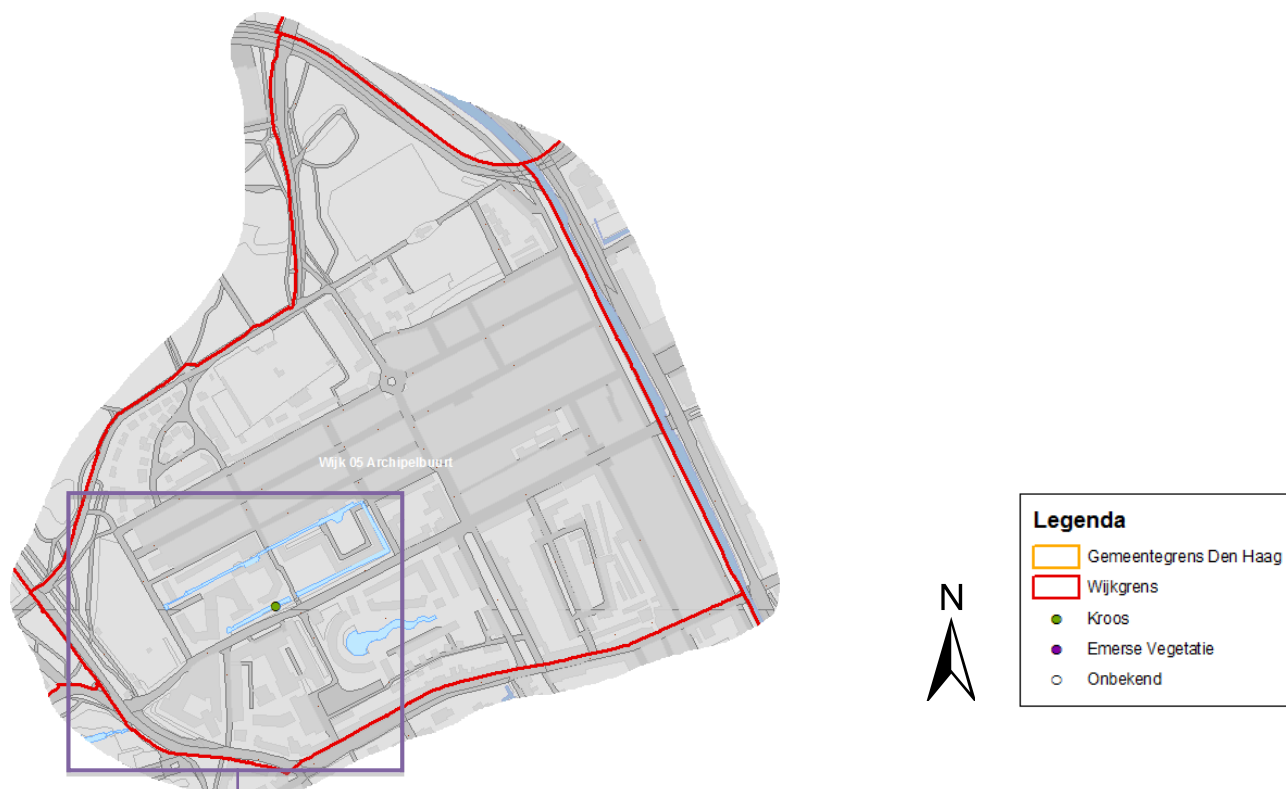 Wijk 05 Archipelbuurt
N
Legenda
Gemeentegrens Den Haag
Wijkgrens
Kroos
Emerse Vegetatie
Onbekend